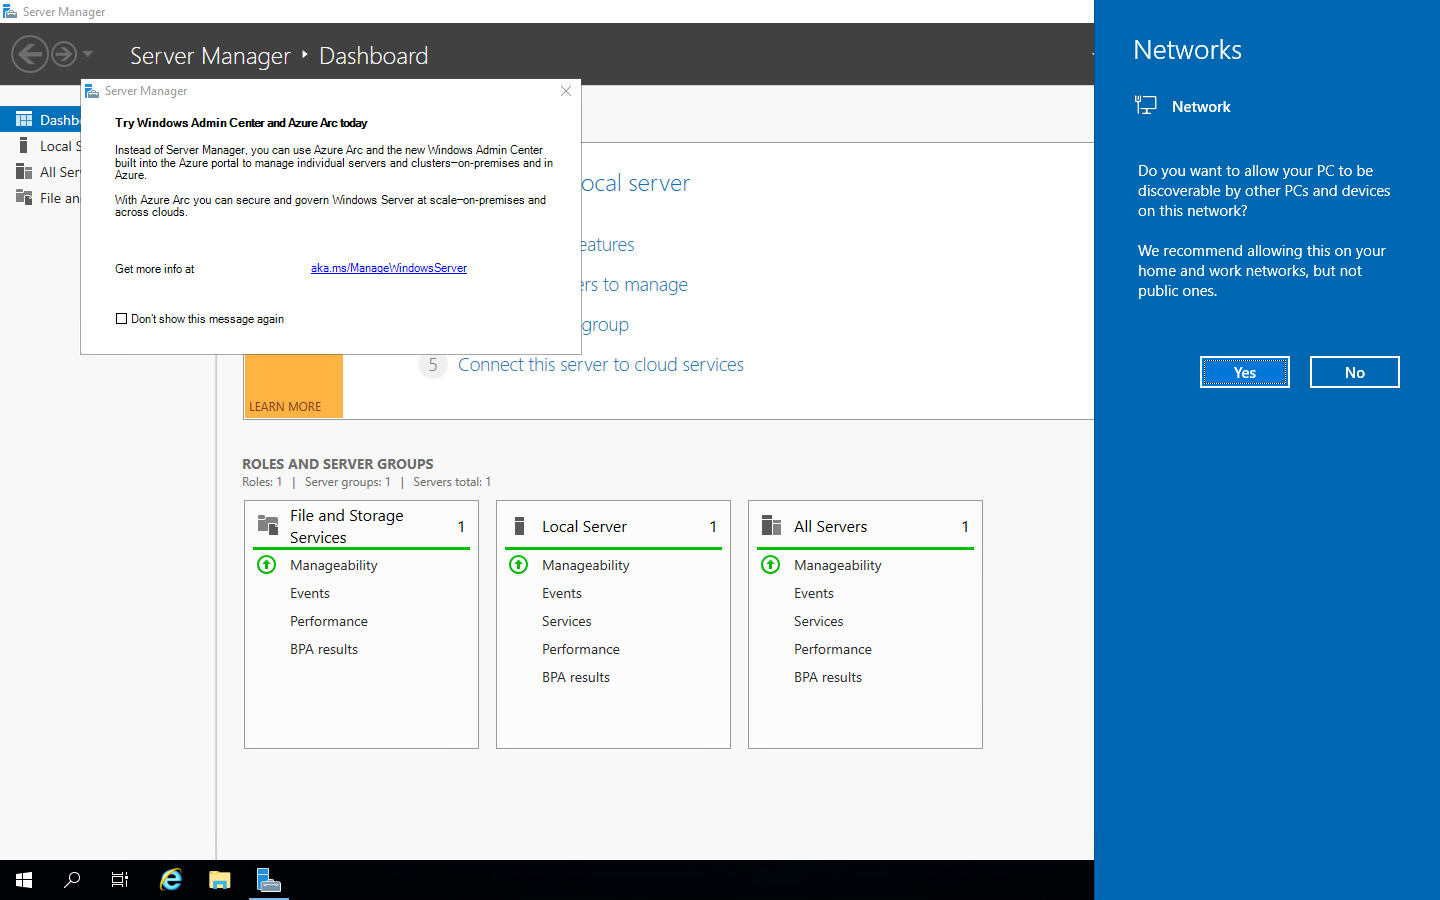 Server Manager
Server Manager
Dashboard
Server Manager
Try Windows Admin Center and Azure Arc today
Instead of Server Manager, you can use Azure Arc and the new Windows Admin Center
built into the Azure portal to manage individual servers and clusters–on-premises and in
Azure.
With Azure Arc you can secure and govern Windows Server at scale–on-premises and
across clouds.
Get more info at
aka.ms/ManageWindowsServer
Don't show this message again
Local
All
File
local server
features
to manage
group
5 Connect this server to cloud services
LEARN MORE
ROLES AND SERVER GROUPS
Roles: 1 | Server groups: 1 | Servers total: 1
File and Storage
Services
1
Manageability
Events
Performance
BPA results
Local Server 1
Manageability
Events
Services
Performance
BPA results
All Servers 1
Manageability
Events
Services
Performance
BPA results
Networks
Network
Do you want to allow your PC to be
discoverable by other PCs and devices
on this network?
We recommend allowing this on your
home and work networks, but not
public ones.
Yes
No